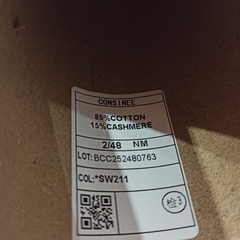 CONSINEE
85%COTTON
15%CASHMERE
2/48 NM
LOT:BCC252480763
COL:*SW211